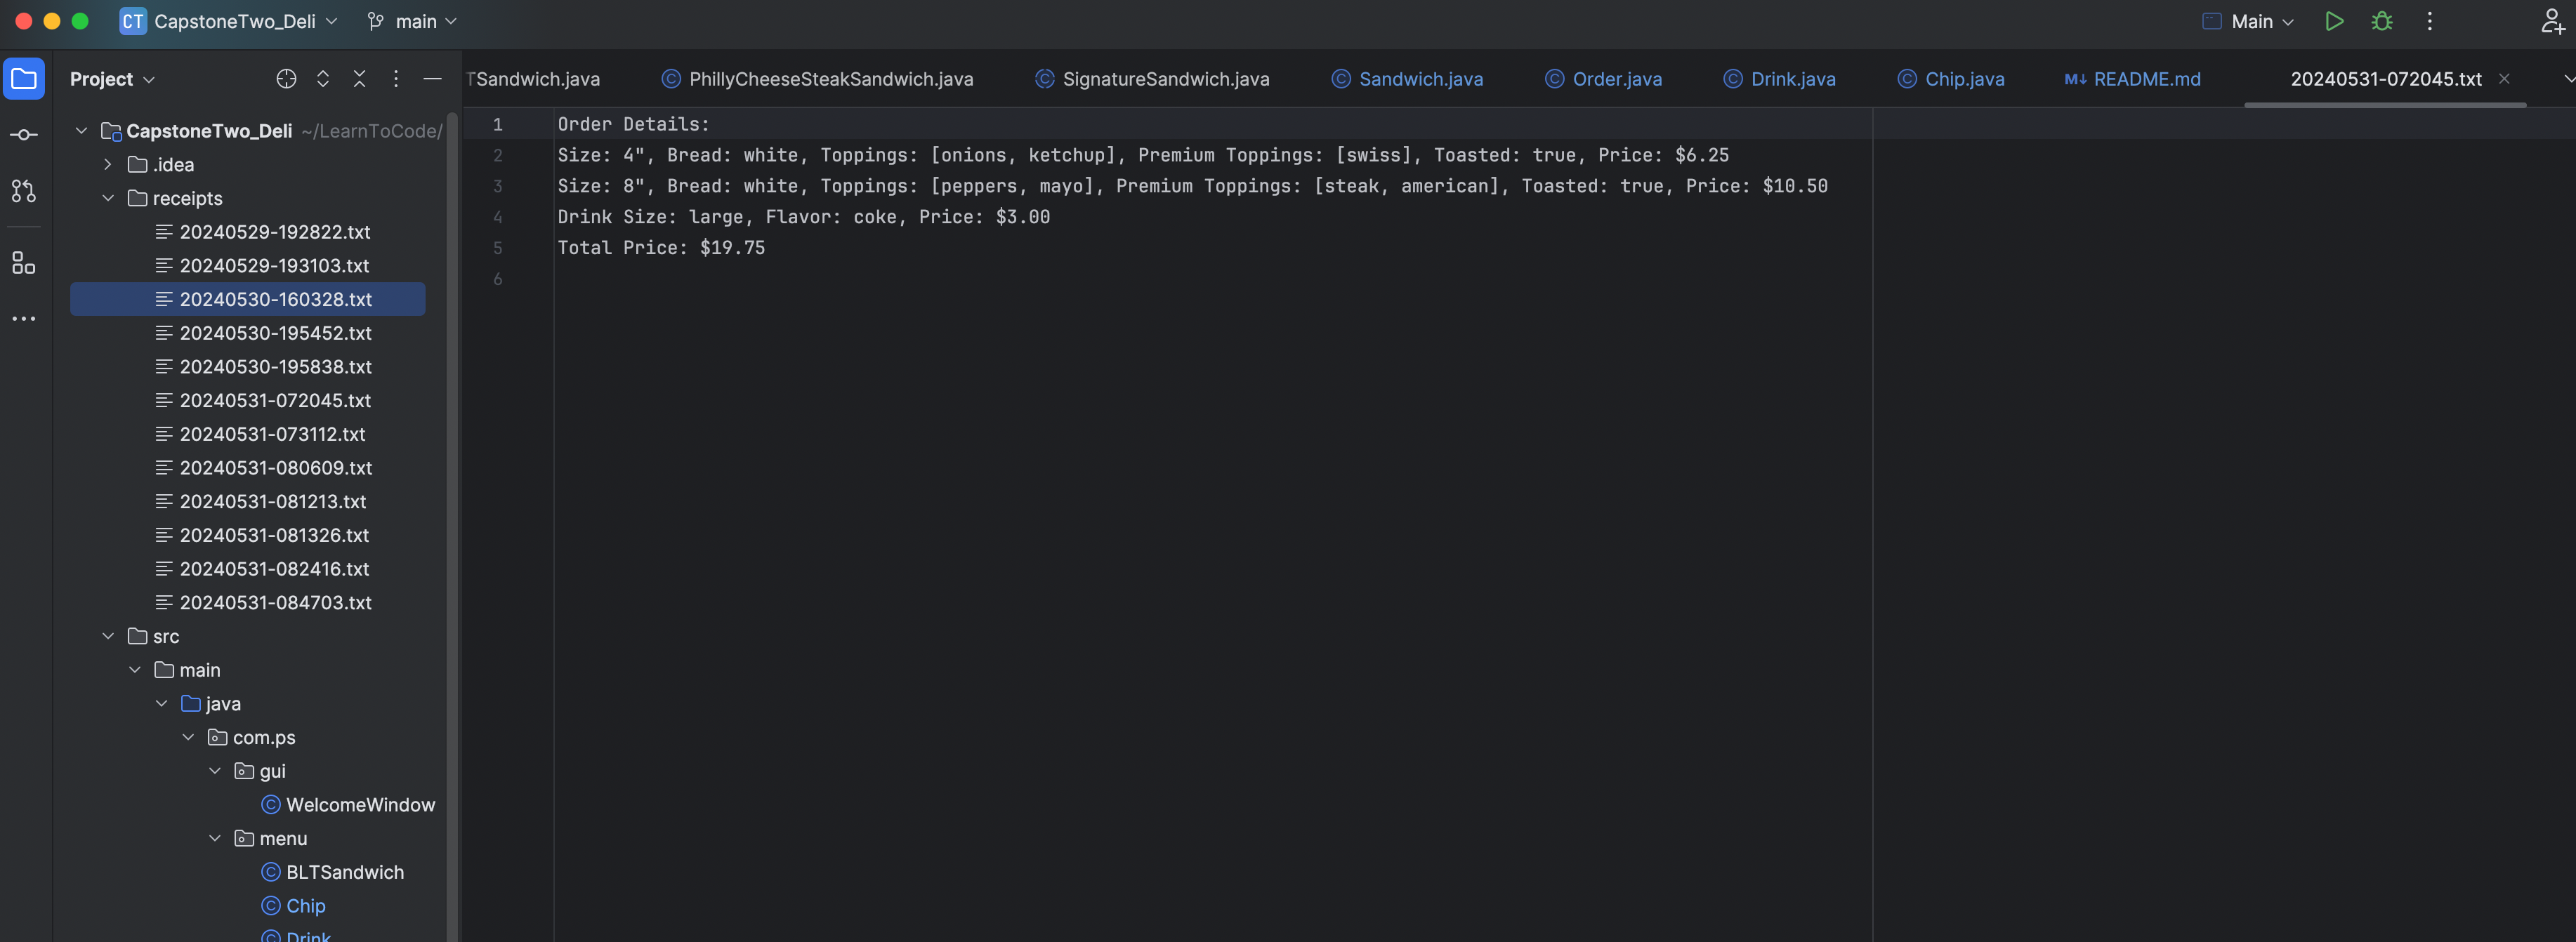 CT CapstoneTwo_Deli main Main
Project
TSandwich.java PhillyCheeseSteakSandwich.java SignatureSandwich.java Sandwich.java Order.java Drink.java Chip.java M↓ README.md 20240531-072045.txt
CapstoneTwo_Deli ~/LearnToCode/
.idea
receipts
20240529-192822.txt
20240529-193103.txt
20240530-160328.txt
20240530-195452.txt
20240530-195838.txt
20240531-072045.txt
20240531-073112.txt
20240531-080609.txt
20240531-081213.txt
20240531-081326.txt
20240531-082416.txt
20240531-084703.txt
src
main
java
com.ps
gui
WelcomeWindow
menu
BLTSandwich
Chip
Drink
1 Order Details:
2 Size: 4", Bread: white, Toppings: [onions, ketchup], Premium Toppings: [swiss], Toasted: true, Price: $6.25
3 Size: 8", Bread: white, Toppings: [peppers, mayo], Premium Toppings: [steak, american], Toasted: true, Price: $10.50
4 Drink Size: large, Flavor: coke, Price: $3.00
5 Total Price: $19.75
6